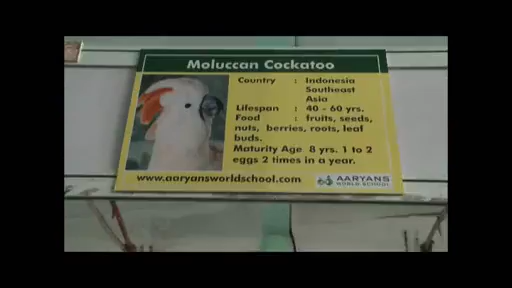 Moluccan Cockatoo
Country : Indonesia
Southeast
Asia
Lifespan : 40 - 60 yrs.
Food : fruits, seeds,
nuts, berries, roots, leaf
buds.
Maturity Age 8 yrs. 1 to 2
eggs 2 times in a year.
www.aaryansworldschool.com
AARYANS
WORLD SCHOOL